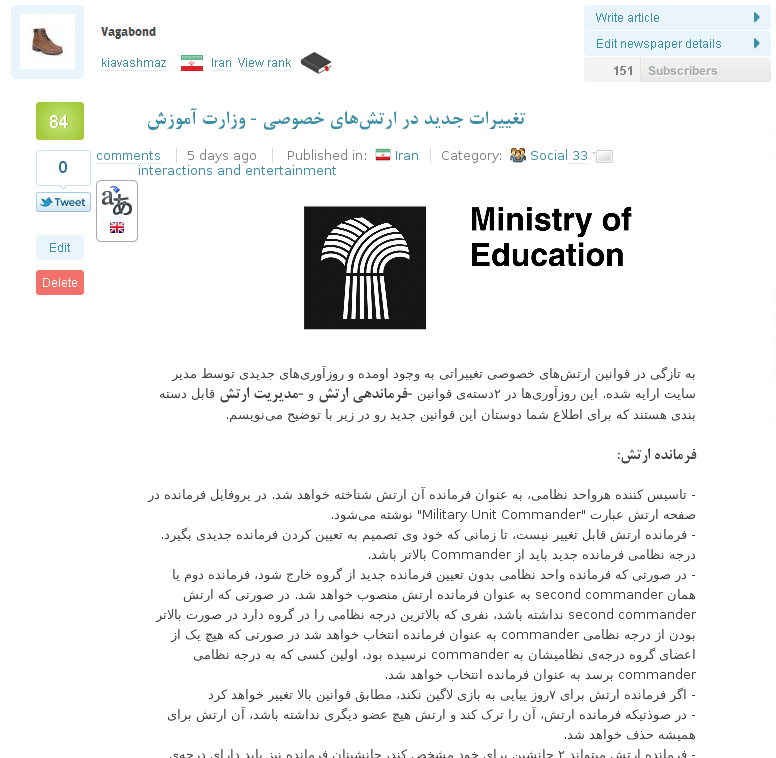 Vagabond
kiavashmaz Iran View rank
Write article
Edit newspaper details
151 Subscribers
84
تغییرات جدید در ارتش‌های خصوصی - وزارت آموزش
0
comments 5 days ago Published in: Iran Category: Social 33
interactions and entertainment
Tweet
Edit
Delete
Ministry of
Education
به تازگی در قوانین ارتش‌های خصوصی تغییراتی به وجود اومده و روزآوری‌های جدیدی توسط مدیر
سایت ارایه شده. این روزآوری‌ها در ۲دسته‌ی قوانین -فرماندهی ارتش و -مدیریت ارتش قابل دسته
بندی هستند که برای اطلاع شما دوستان این قوانین جدید رو در زیر با توضیح می‌نویسم.
فرمانده ارتش:
- تاسیس کننده هرواحد نظامی، به عنوان فرمانده آن ارتش شناخته خواهد شد. در پروفایل فرمانده در
صفحه ارتش عبارت "Military Unit Commander" نوشته می‌شود.
- فرمانده ارتش قابل تغییر نیست، تا زمانی که خود وی تصمیم به تعیین کردن فرمانده جدیدی بگیرد.
درجه نظامی فرمانده جدید باید از Commander بالاتر باشد.
- در صورتی که فرمانده واحد نظامی بدون تعیین فرمانده جدید از گروه خارج شود، فرمانده دوم یا
همان second commander به عنوان فرمانده ارتش منصوب خواهد شد. در صورتی که ارتش
second commander نداشته باشد، نفری که بالاترین درجه نظامی را در گروه دارد در صورت بالاتر
بودن از درجه نظامی commander به عنوان فرمانده انتخاب خواهد شد در صورتی که هیچ یک از
اعضای گروه درجه‌ی نظامیشان به commander نرسیده بود، اولین کسی که به درجه نظامی
commander برسد به عنوان فرمانده انتخاب خواهد شد.
- اگر فرمانده ارتش برای ۷روز پیاپی به بازی لاگین نکند، مطابق قوانین بالا تغییر خواهد کرد
- در صوذتیکه فرمانده ارتش، آن را ترک کند و ارتش هیچ عضو دیگری نداشته باشد، آن ارتش برای
همیشه حذف خواهد شد.
- فرمانده ارتش میتواند ۲ جانشین برای خود مشخص کند، جانشینان فرمانده نیز باید دارای درجه‌ی